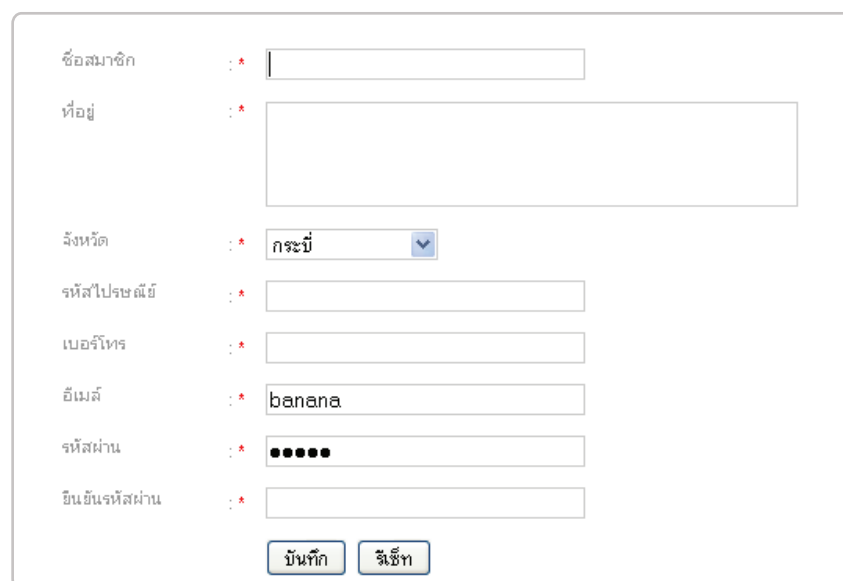 ชื่อสมาชิก : *
ที่อยู่ : *
จังหวัด : * กระบี่
รหัสไปรษณีย์ : *
เบอร์โทร : *
อีเมล์ : * banana
รหัสผ่าน : * •••••
ยืนยันรหัสผ่าน : *
บันทึก รีเซ็ท